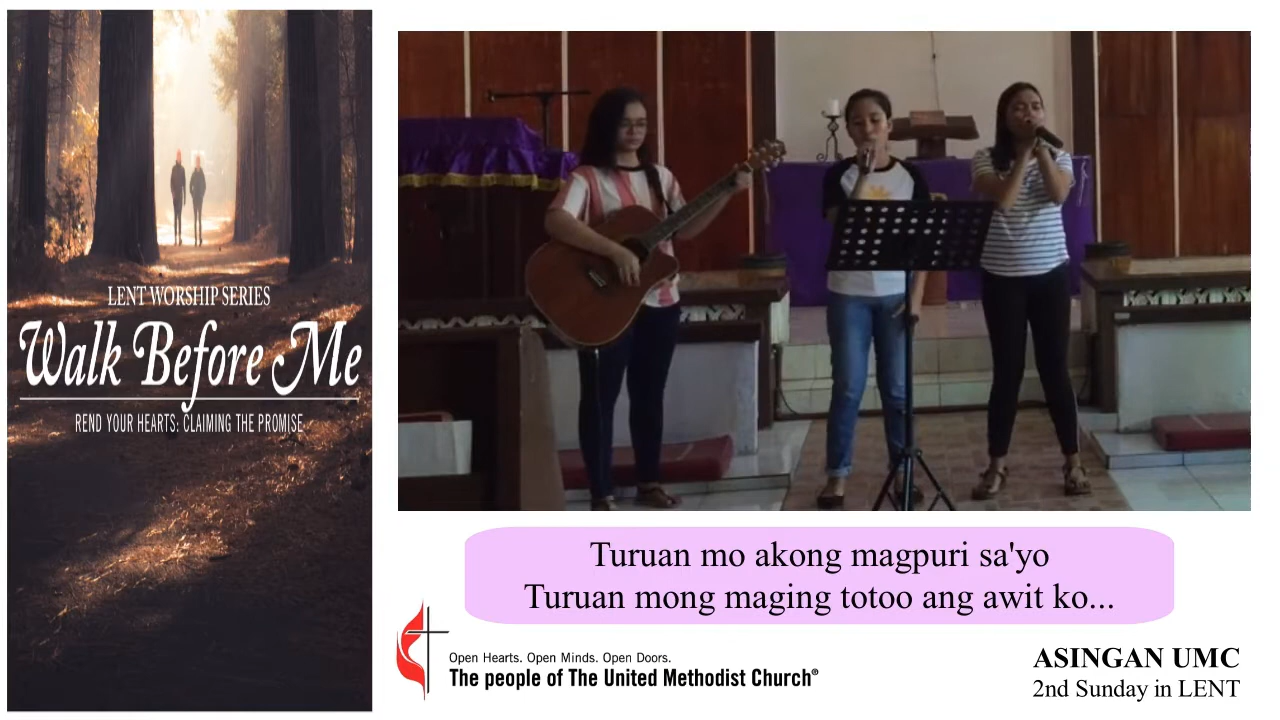 LENT WORSHIP SERIES
Walk Before Me
REND YOUR HEARTS: CLAIMING THE PROMISE
Turuan mo akong magpuri sa'yo
Turuan mong maging totoo ang awit ko...
Open Hearts. Open Minds. Open Doors.
The people of The United Methodist Church®
ASINGAN UMC
2nd Sunday in LENT